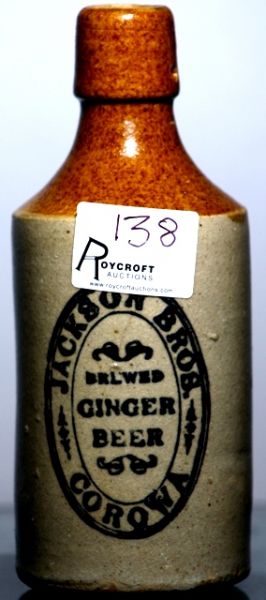 138
ROYCROFT
AUCTIONS
www.roycroftauctions.com
JACKSON BROS.
BREWED
GINGER
BEER
COROWA